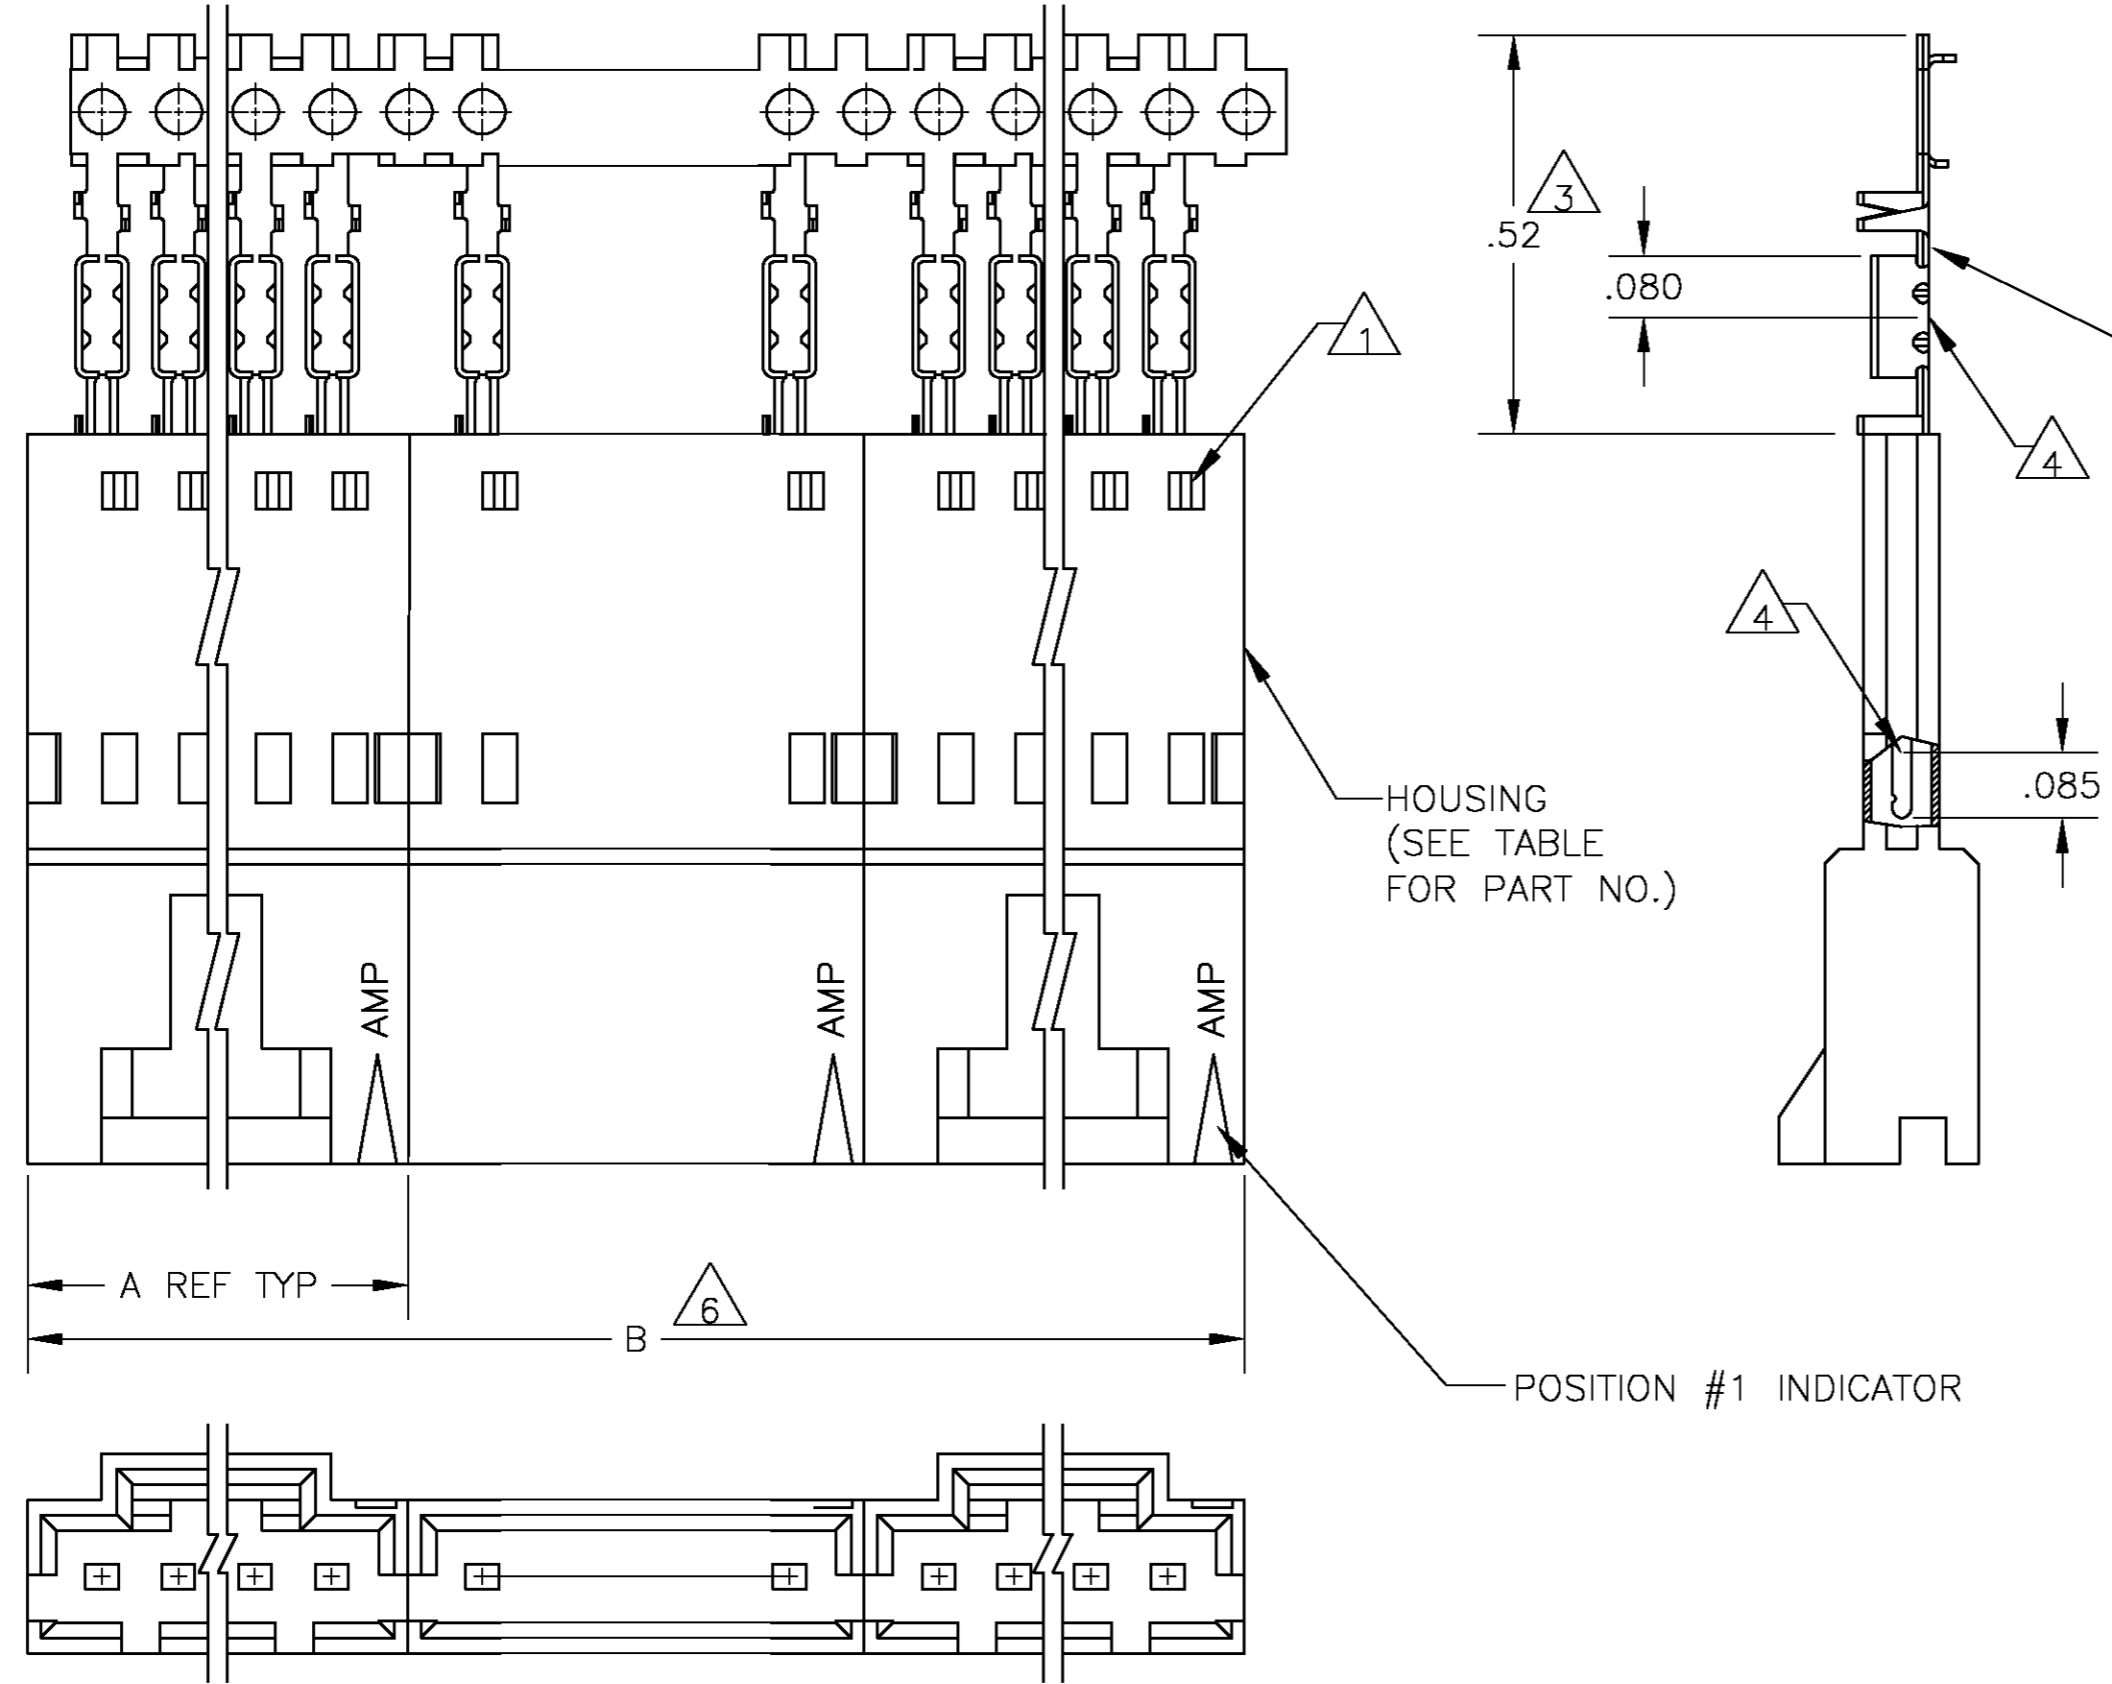 3
.52
.080
1
4
4
.085
HOUSING
(SEE TABLE
FOR PART NO.)
AMP
AMP
AMP
A REF TYP
6
B
POSITION #1 INDICATOR